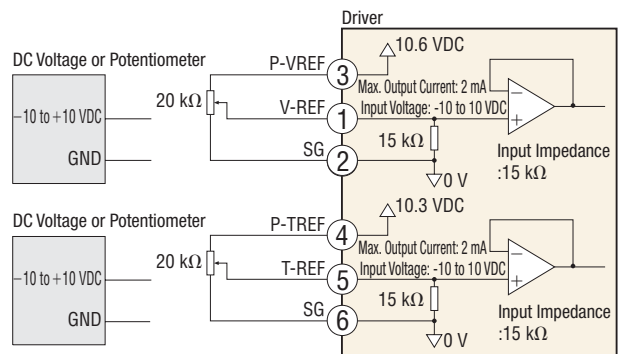 Driver
DC Voltage or Potentiometer
−10 to +10 VDC
GND
20 kΩ
P-VREF
V-REF
SG
3
1
2
10.6 VDC
Max. Output Current: 2 mA
Input Voltage: -10 to 10 VDC
15 kΩ
0 V
−
+
Input Impedance
:15 kΩ
DC Voltage or Potentiometer
−10 to +10 VDC
GND
20 kΩ
P-TREF
T-REF
SG
4
5
6
10.3 VDC
Max. Output Current: 2 mA
Input Voltage: -10 to 10 VDC
15 kΩ
0 V
−
+
Input Impedance
:15 kΩ